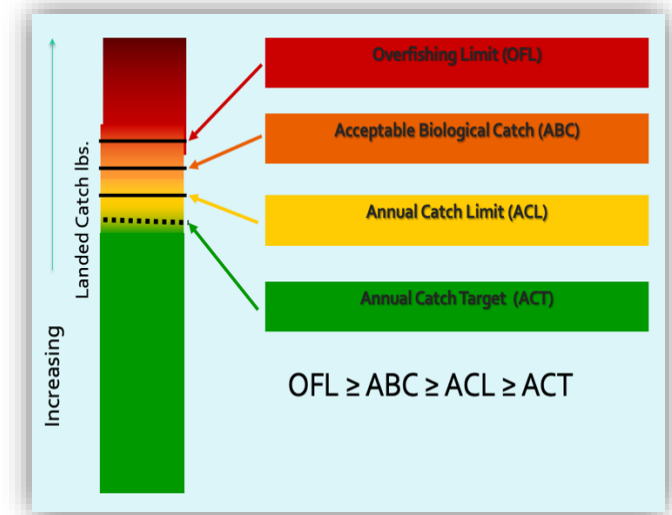 Overfishing Limit (OFL)
Acceptable Biological Catch (ABC)
Annual Catch Limit (ACL)
Annual Catch Target (ACT)
OFL ≥ ABC ≥ ACL ≥ ACT
Landed Catch lbs.
Increasing